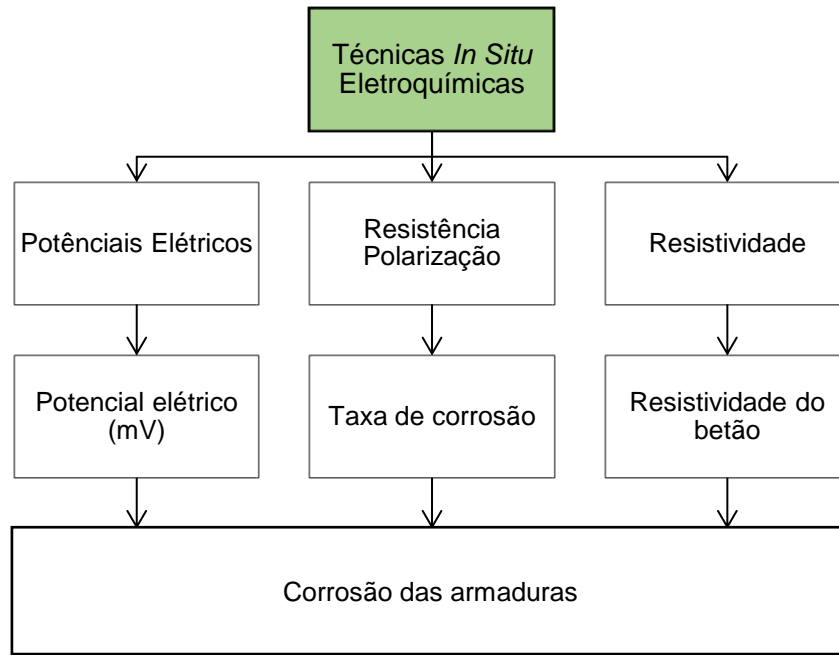 Técnicas In Situ
Eletroquímicas
Potênciais Elétricos
Resistência
Polarização
Resistividade
Potencial elétrico
(mV)
Taxa de corrosão
Resistividade do
betão
Corrosão das armaduras